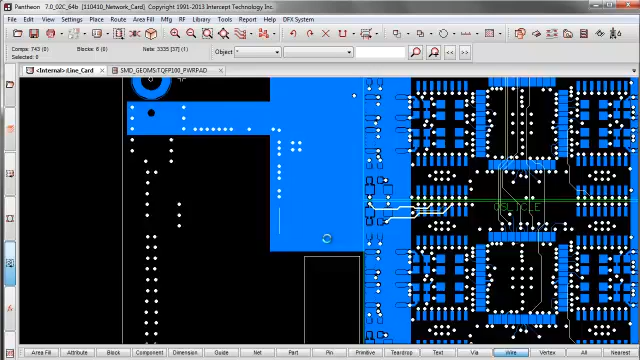 Pantheon 7.0_02C_64b [110410_Network_Card] Copyright 1991-2013 Intercept Technology Inc.
File Edit View Settings Place Route Area Fill MTG RF Library Tools Report Help DFX System
Comps: 743 (0) Blocks: 6 (0) Nets: 3335 [37] (1) Object:
Selected: 0
<Internal>/Line_Card SMD_GEOMS:TQFP100_PWRPAD
Area Fill Attribute Block Component Dimension Guide Net Part Pin Primitive Teardrop Text Via Wire Vertex All Nearest